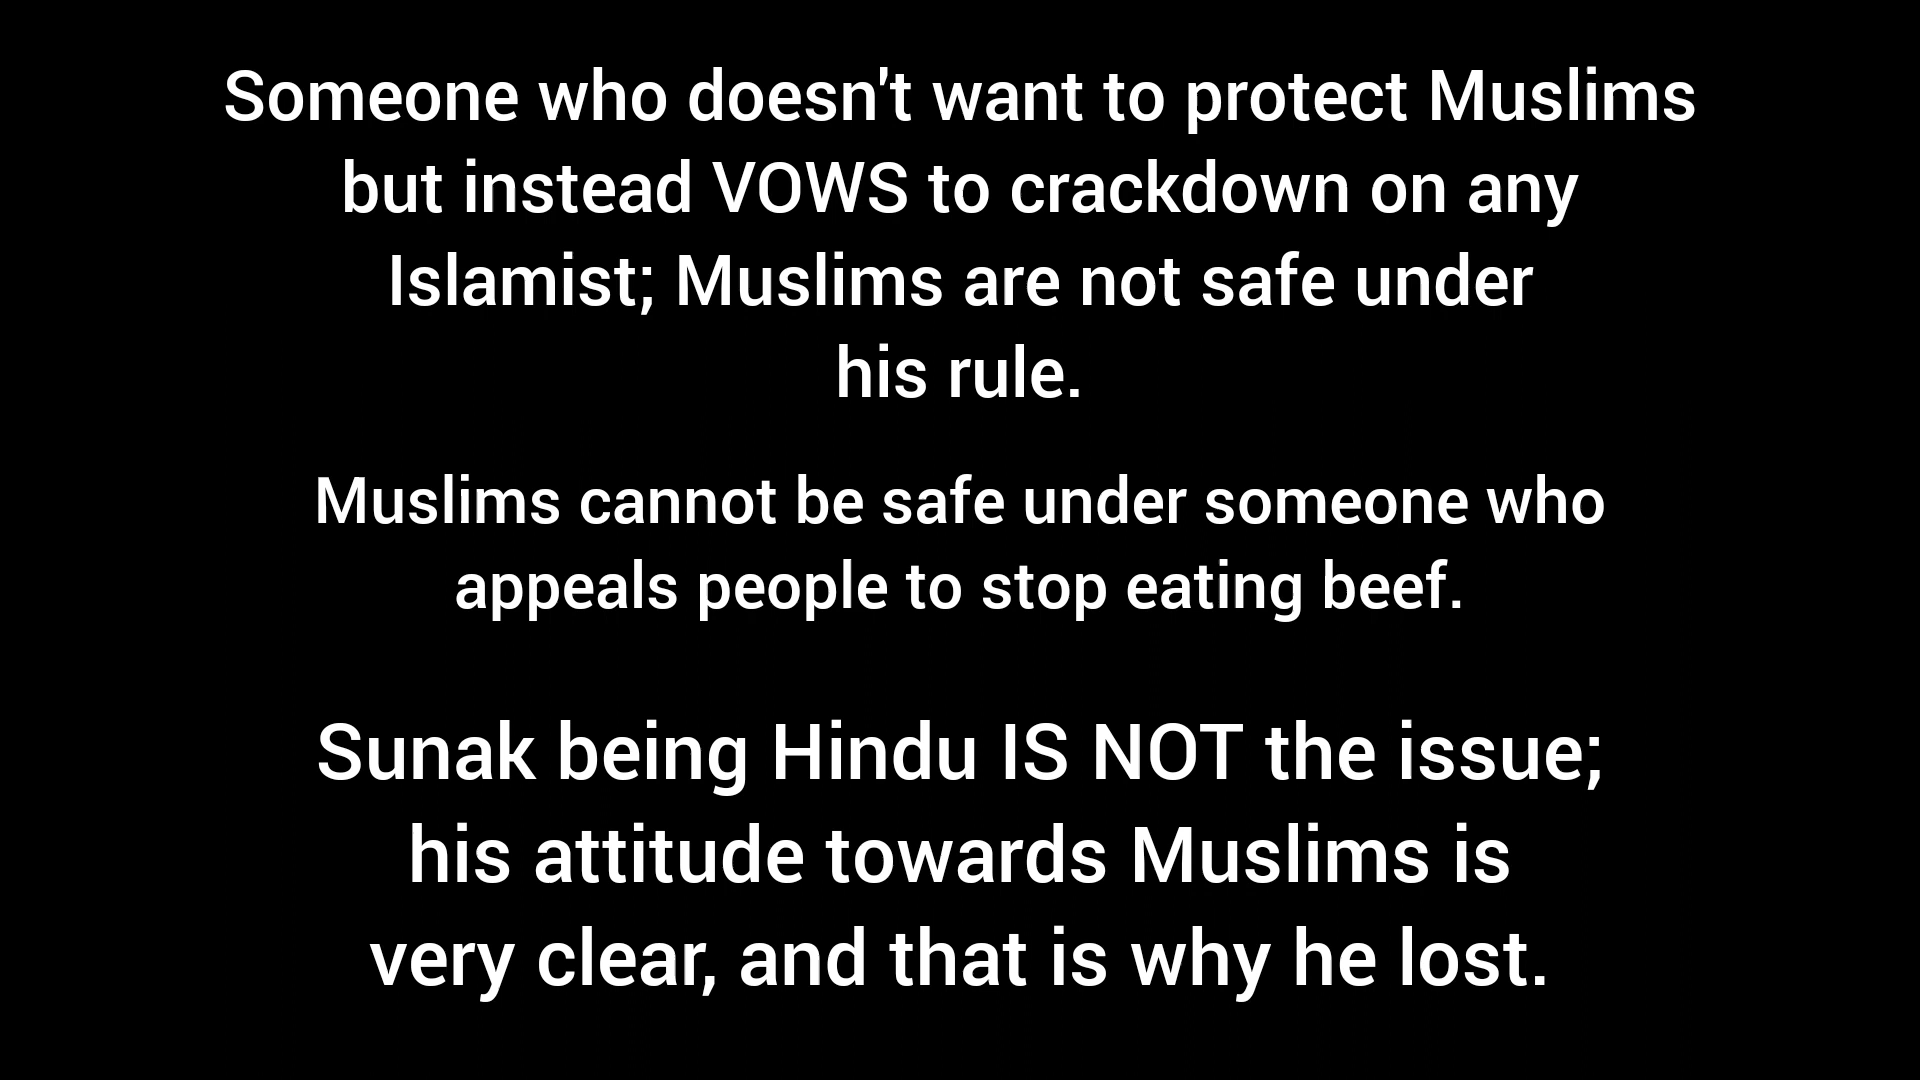 Someone who doesn't want to protect Muslims
but instead VOWS to crackdown on any
Islamist; Muslims are not safe under
his rule.
Muslims cannot be safe under someone who
appeals people to stop eating beef.
Sunak being Hindu IS NOT the issue;
his attitude towards Muslims is
very clear, and that is why he lost.